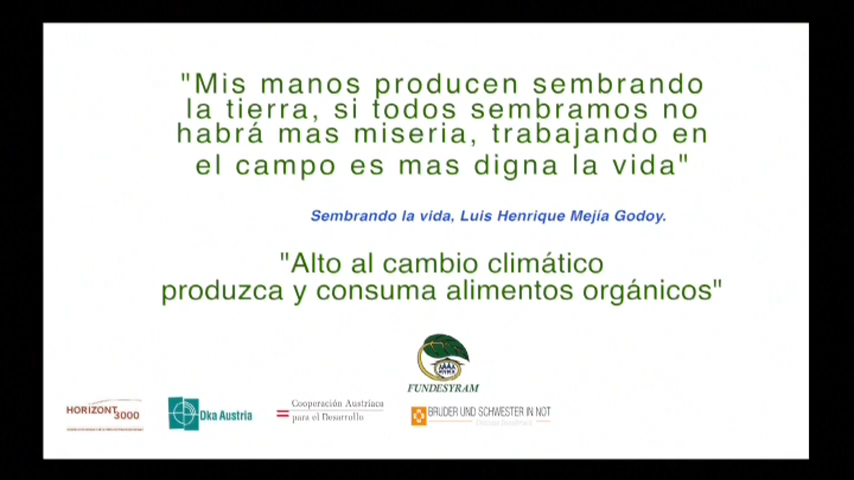 "Mis manos producen sembrando
la tierra, si todos sembramos no
habrá mas miseria, trabajando en
el campo es mas digna la vida"
Sembrando la vida, Luis Henrique Mejía Godoy.
"Alto al cambio climático
produzca y consuma alimentos orgánicos"
FUNDESYRAM
HORIZONT3000
Dka Austria
Cooperación Austriaca
para el Desarrollo
BRUDER UND SCHWESTER IN NOT